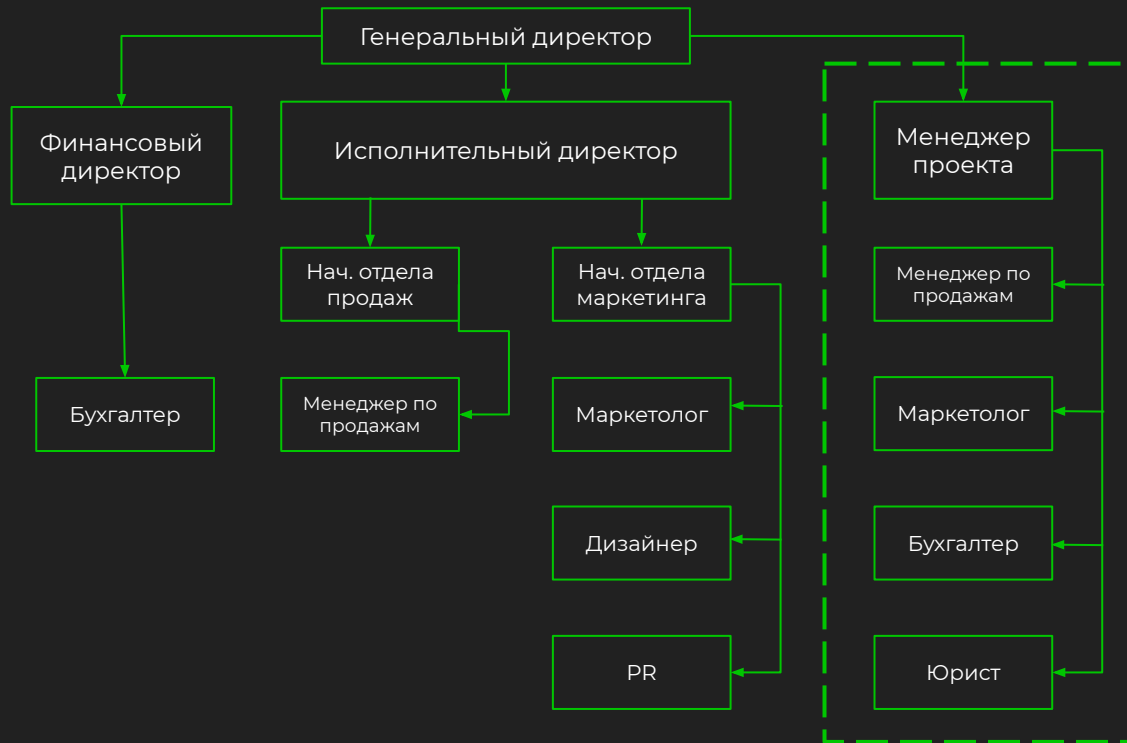 Генеральный директор
Финансовый
директор
Исполнительный директор
Менеджер
проекта
Нач. отдела
продаж
Нач. отдела
маркетинга
Менеджер по
продажам
Бухгалтер
Менеджер по
продажам
Маркетолог
Маркетолог
Дизайнер
Бухгалтер
PR
Юрист